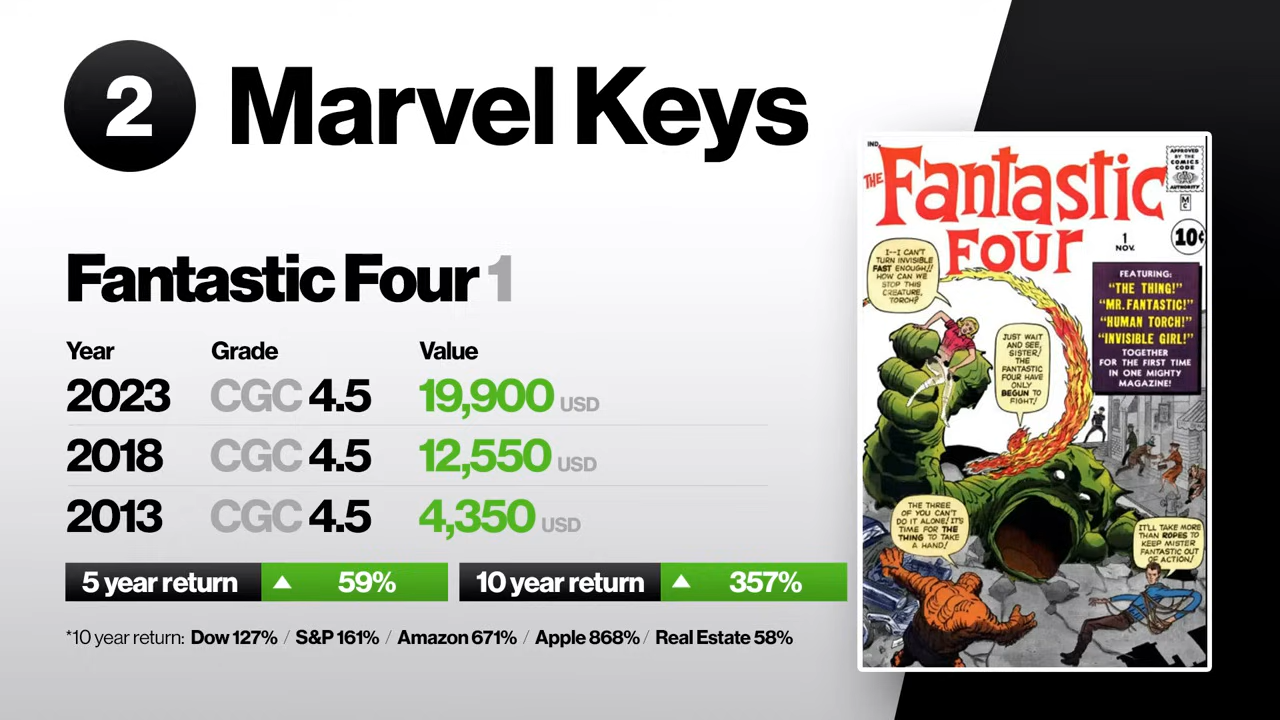 2 Marvel Keys
Fantastic Four 1
Year Grade Value
2023 CGC 4.5 19,900 USD
2018 CGC 4.5 12,550 USD
2013 CGC 4.5 4,350 USD
5 year return ▲ 59% 10 year return ▲ 357%
*10 year return: Dow 127% / S&P 161% / Amazon 671% / Apple 868% / Real Estate 58%
IND.
THE FANTASTIC
FOUR
APPROVED
BY THE
COMICS
CODE
AUTHORITY
M
C
1
NOV.
10¢
I--I CAN'T
TURN INVISIBLE
FAST ENOUGH!!
HOW CAN WE
STOP THIS
CREATURE,
TORCH?
FEATURING:
"THE THING!"
"MR. FANTASTIC!"
"HUMAN TORCH!"
"INVISIBLE GIRL!"
TOGETHER
FOR THE FIRST TIME
IN ONE MIGHTY
MAGAZINE!
JUST WAIT
AND SEE,
SISTER!
THE
FANTASTIC
FOUR HAVE
ONLY
BEGUN TO
FIGHT!
THE THREE
OF YOU CAN'T
DO IT ALONE! IT'S
TIME FOR THE
THING TO TAKE
A HAND!
IT'LL TAKE MORE
THAN ROPES TO
KEEP MISTER
FANTASTIC OUT
OF ACTION!